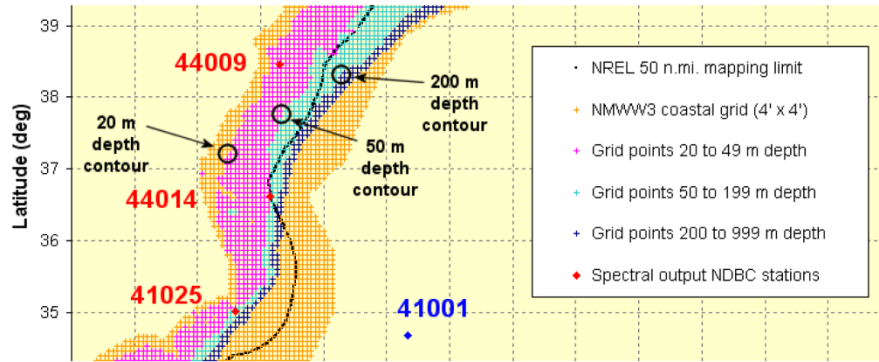 Latitude (deg)
39
38
37
36
35
44009
20 m
depth
contour
200 m
depth
contour
50 m
depth
contour
44014
41025
41001
NREL 50 n.mi. mapping limit
NMWW3 coastal grid (4' x 4')
Grid points 20 to 49 m depth
Grid points 50 to 199 m depth
Grid points 200 to 999 m depth
Spectral output NDBC stations